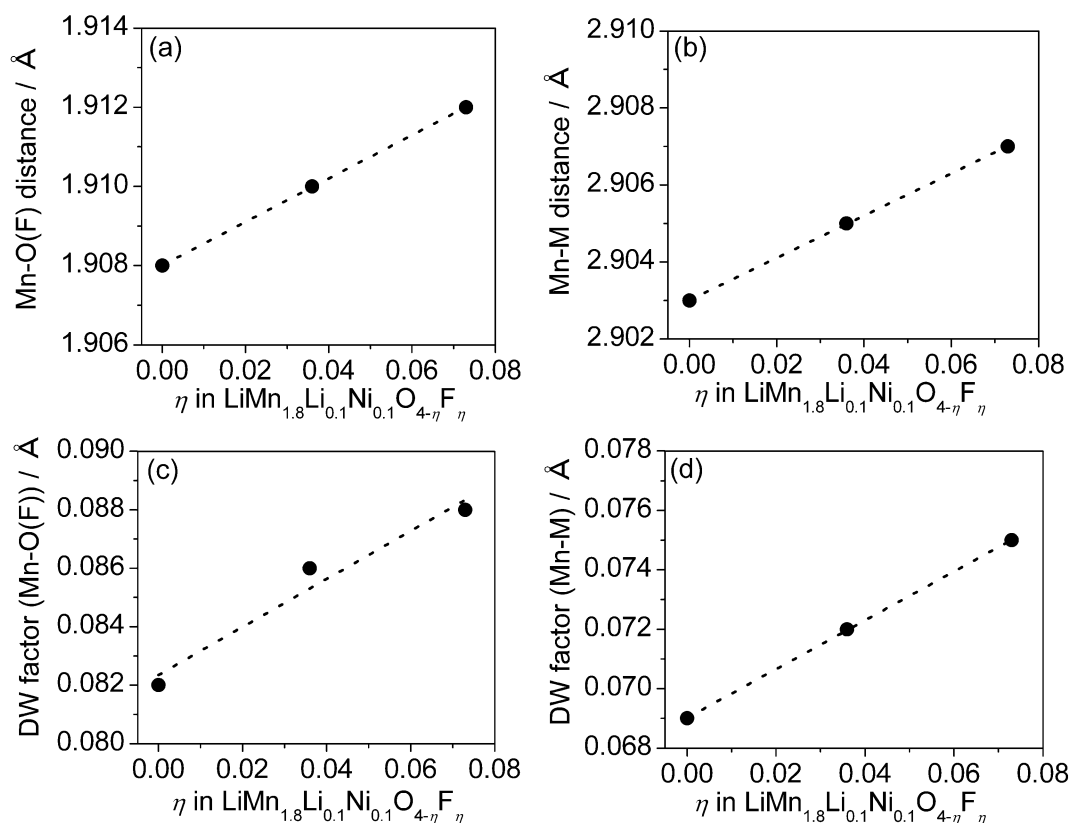 (a)
Mn-O(F) distance / Å
1.914
1.912
1.910
1.908
1.906
0.00 0.02 0.04 0.06 0.08
η in LiMn1.8Li0.1Ni0.1O4-ηFη
(b)
Mn-M distance / Å
2.910
2.908
2.906
2.904
2.902
0.00 0.02 0.04 0.06 0.08
η in LiMn1.8Li0.1Ni0.1O4-ηFη
(c)
DW factor (Mn-O(F)) / Å
0.090
0.088
0.086
0.084
0.082
0.080
0.00 0.02 0.04 0.06 0.08
η in LiMn1.8Li0.1Ni0.1O4-ηFη
(d)
DW factor (Mn-M) / Å
0.078
0.076
0.074
0.072
0.070
0.068
0.00 0.02 0.04 0.06 0.08
η in LiMn1.8Li0.1Ni0.1O4-ηFη